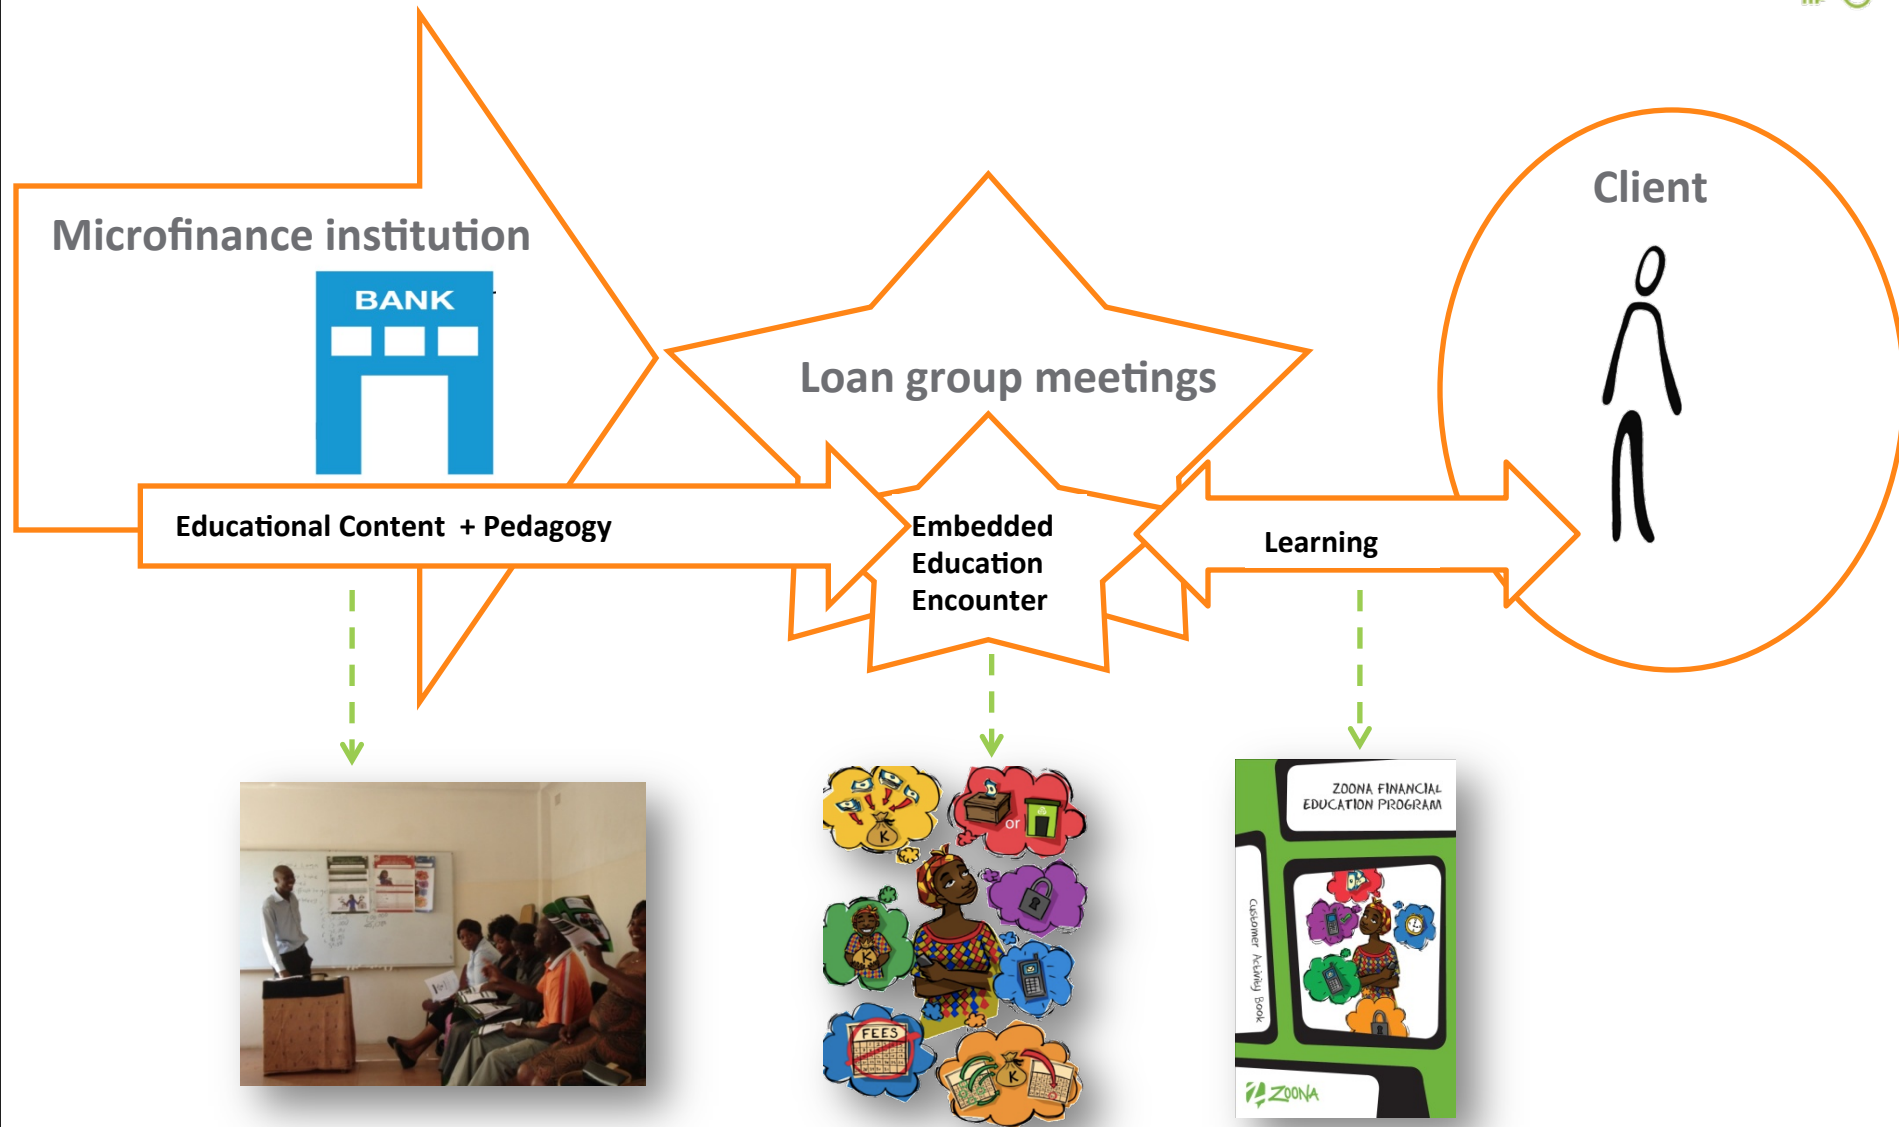 Microfinance institution
BANK
Loan group meetings
Client
Educational Content + Pedagogy
Embedded
Education
Encounter
Learning
K
or
K
FEES
K
ZOONA FINANCIAL
EDUCATION PROGRAM
Customer Activity Book
ZOONA